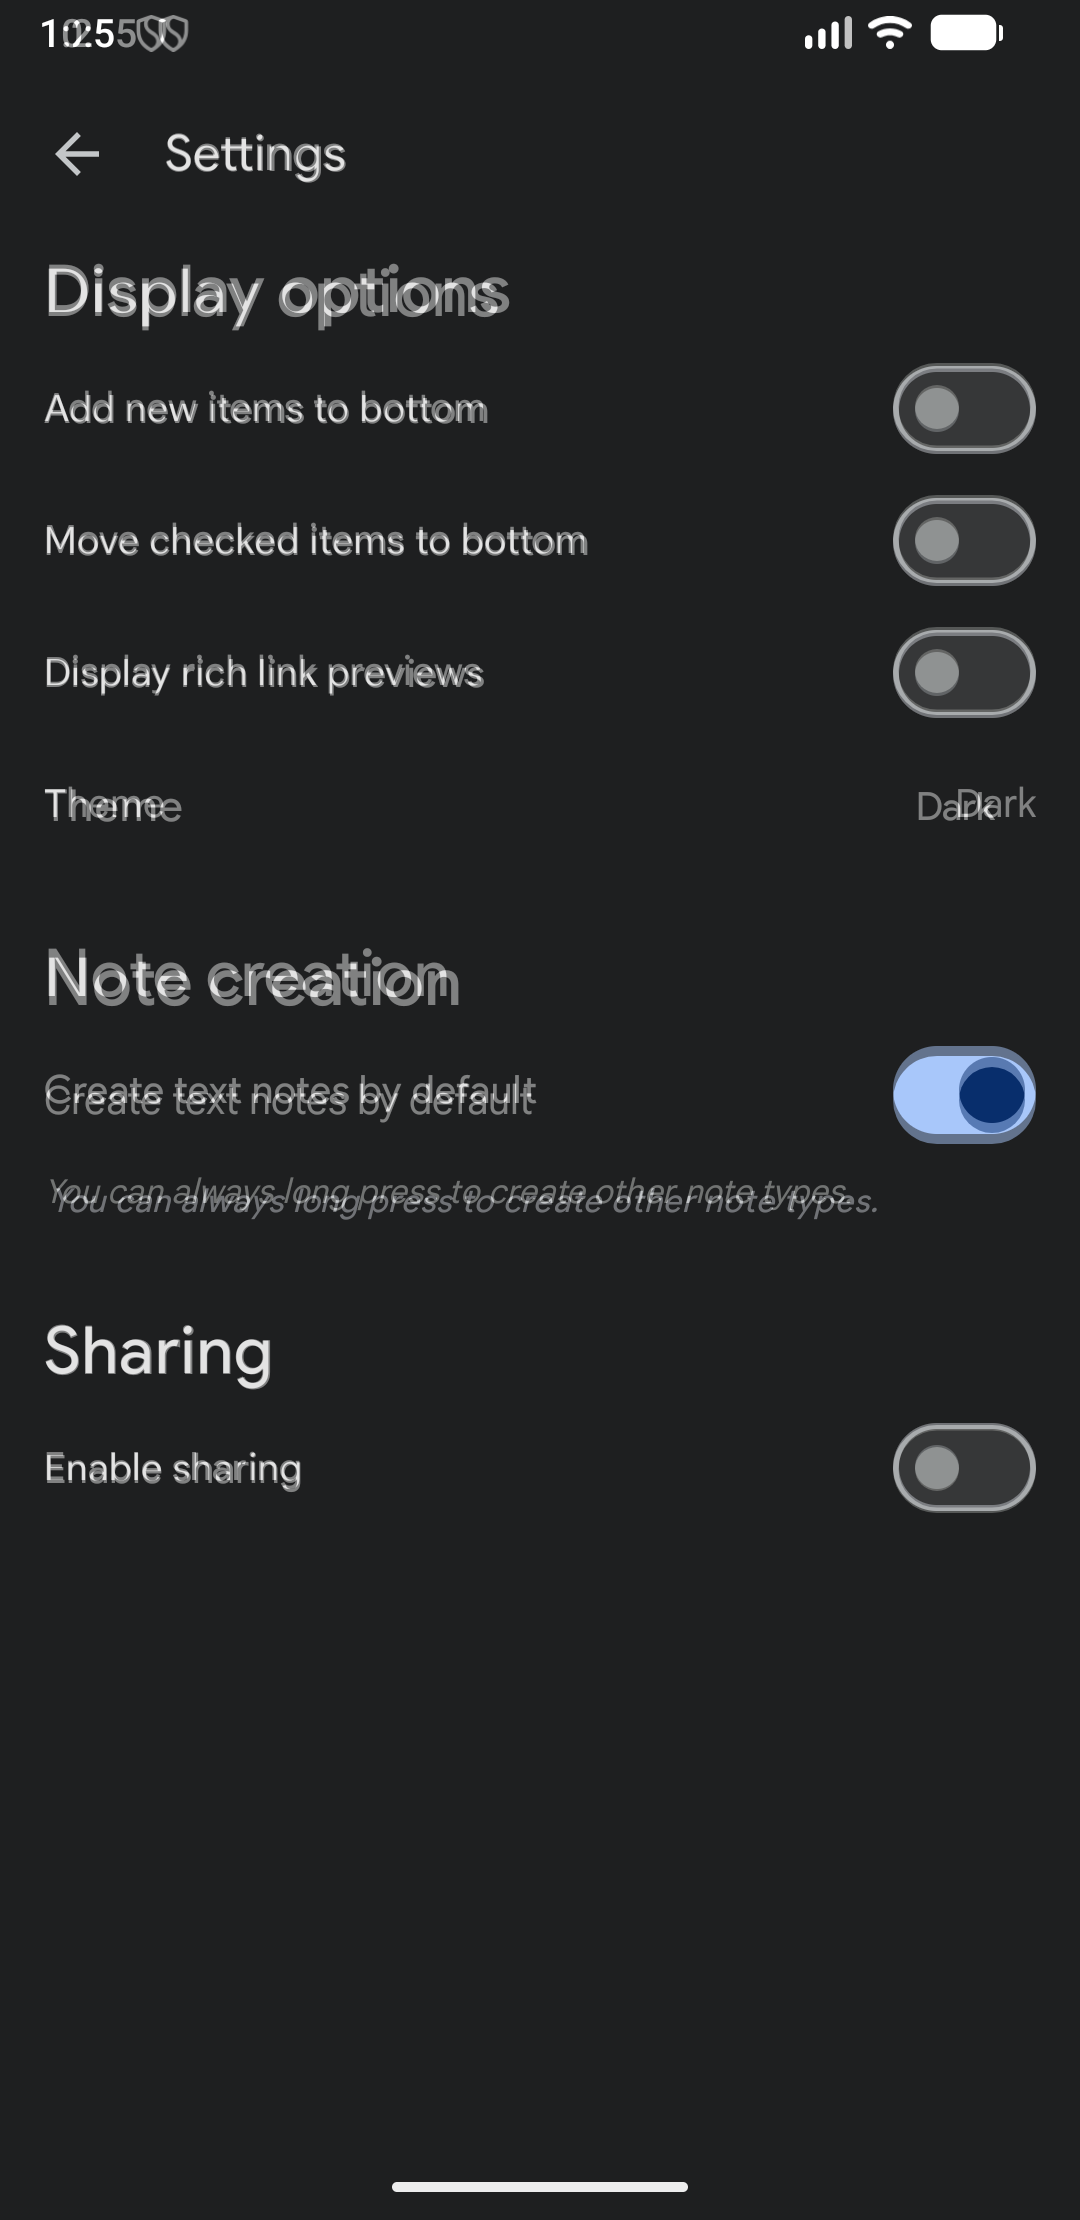 Settings
Display options
Add new items to bottom
Move checked items to bottom
Display rich link previews
Theme Dark
Note creation
Create text notes by default
You can always long press to create other note types.
Sharing
Enable sharing